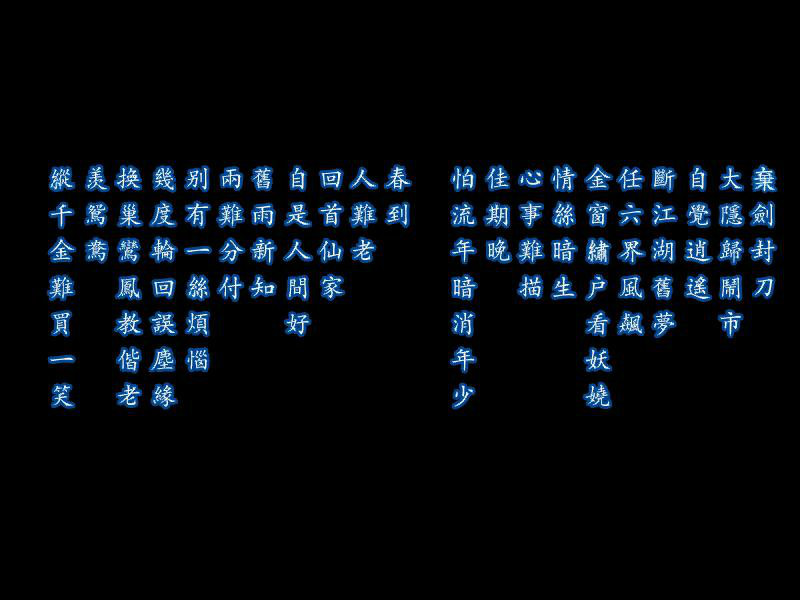 棄劍封刀
大隱歸鬧市
自覺逍遙
斷江湖舊夢
任六界風飆
金窗繡户看妖嬈
情絲暗生
心事難描
佳期晚
怕流年暗消年少
春到
人難老
回首仙家
自是人間好
舊雨新知
兩難分付
別有一絲煩惱
幾度輪回誤塵緣
換巢鸞鳳教偕老
羨鴛鴦
縱千金難買一笑